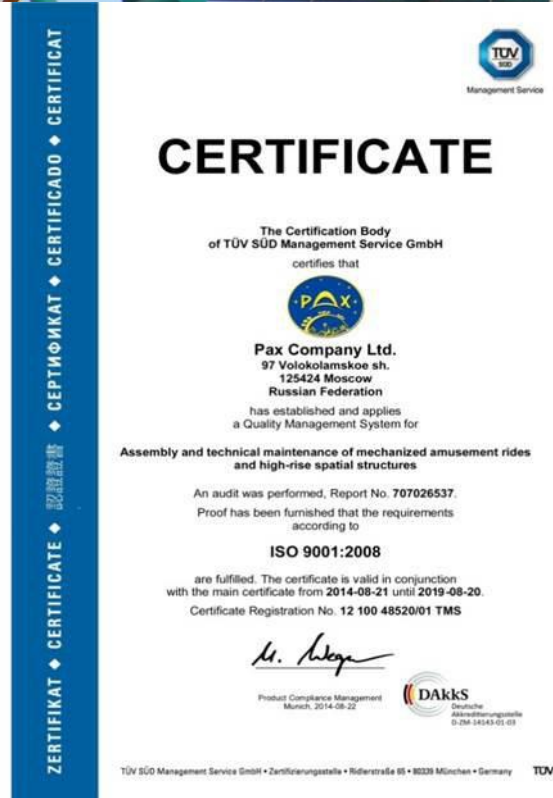 ZERTIFIKAT ◆ CERTIFICATE ◆ 認證證書 ◆ СЕРТИФИКАТ ◆ CERTIFICADO ◆ CERTIFICAT
TÜV
SÜD
Management Service
CERTIFICATE
The Certification Body
of TÜV SÜD Management Service GmbH
certifies that
PAX
Pax Company Ltd.
97 Volokolamskoe sh.
125424 Moscow
Russian Federation
has established and applies
a Quality Management System for
Assembly and technical maintenance of mechanized amusement rides
and high-rise spatial structures
An audit was performed, Report No. 707026537.
Proof has been furnished that the requirements
according to
ISO 9001:2008
are fulfilled. The certificate is valid in conjunction
with the main certificate from 2014-08-21 until 2019-08-20.
Certificate Registration No. 12 100 48520/01 TMS
Product Compliance Management
Munich, 2014-08-22
DAkkS
Deutsche
Akkreditierungsstelle
D-ZM-14143-01-03
TÜV SÜD Management Service GmbH • Zertifizierungsstelle • Ridlerstraße 65 • 80339 München • Germany
TÜV